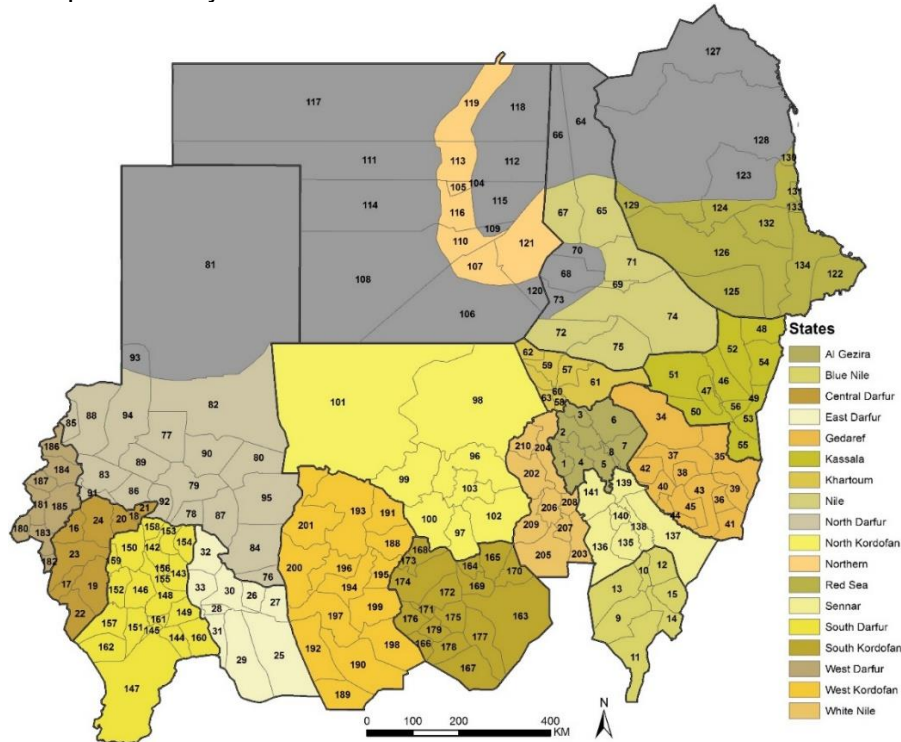 127
119 118 64
117 66
128
111 113 112 130
105 104 123
114 115 131
116 129 124 133
67 65 132
109
110 121 70 71 126 134
81 107 68 122
108 120 69 125
106 73
74
72 75
93 62 59 57
52 48
54
51 46
101 98 61 47 49
60
63 58
50 56 53
88 94 82
85 3 6 34
77 2 55
186 90 80 96 210 204 7 35
184 89 8 37
187 83 79 99 103 202 1 4 5 42 38
181 185 91 86 92 95 102 206 208 141 139 40 43 36 39
180 183 16 24 20 18 21 78 87 201 193 191 100 97 209 207 140 138 44 45 41
182 23 158 153 150 142 154 32 84 188 168 165 205 203 136 135 137
17 19 59 156 155 143 33 30 26 76 200 196 195 173 164 170 10 12
22 152 146 148 28 27 174 172 169 13 15
157 151 161 149 31 197 199 171 175 163 9 14
162 145 144 160 29 25 192 198 176 179 166 178 177 11
147 190 167
189
States
Al Gezira
Blue Nile
Central Darfur
East Darfur
Gedaref
Kassala
Khartoum
Nile
North Darfur
North Kordofan
Northern
Red Sea
Sennar
South Darfur
South Kordofan
West Darfur
West Kordofan
White Nile
0 100 200 400
KM
N